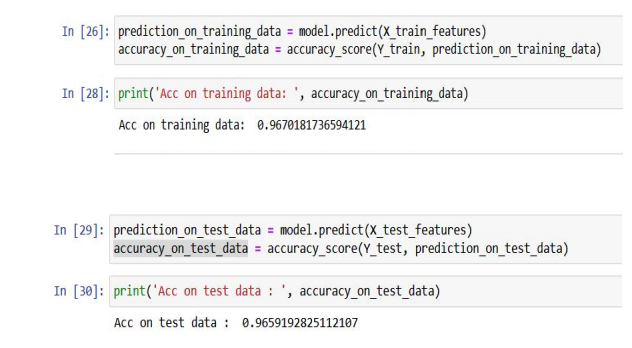 In [26]: prediction_on_training_data = model.predict(X_train_features)
accuracy_on_training_data = accuracy_score(Y_train, prediction_on_training_data)
In [28]: print('Acc on training data: ', accuracy_on_training_data)
Acc on training data:  0.9670181736594121
In [29]: prediction_on_test_data = model.predict(X_test_features)
accuracy_on_test_data = accuracy_score(Y_test, prediction_on_test_data)
In [30]: print('Acc on test data : ', accuracy_on_test_data)
Acc on test data :  0.9659192825112107